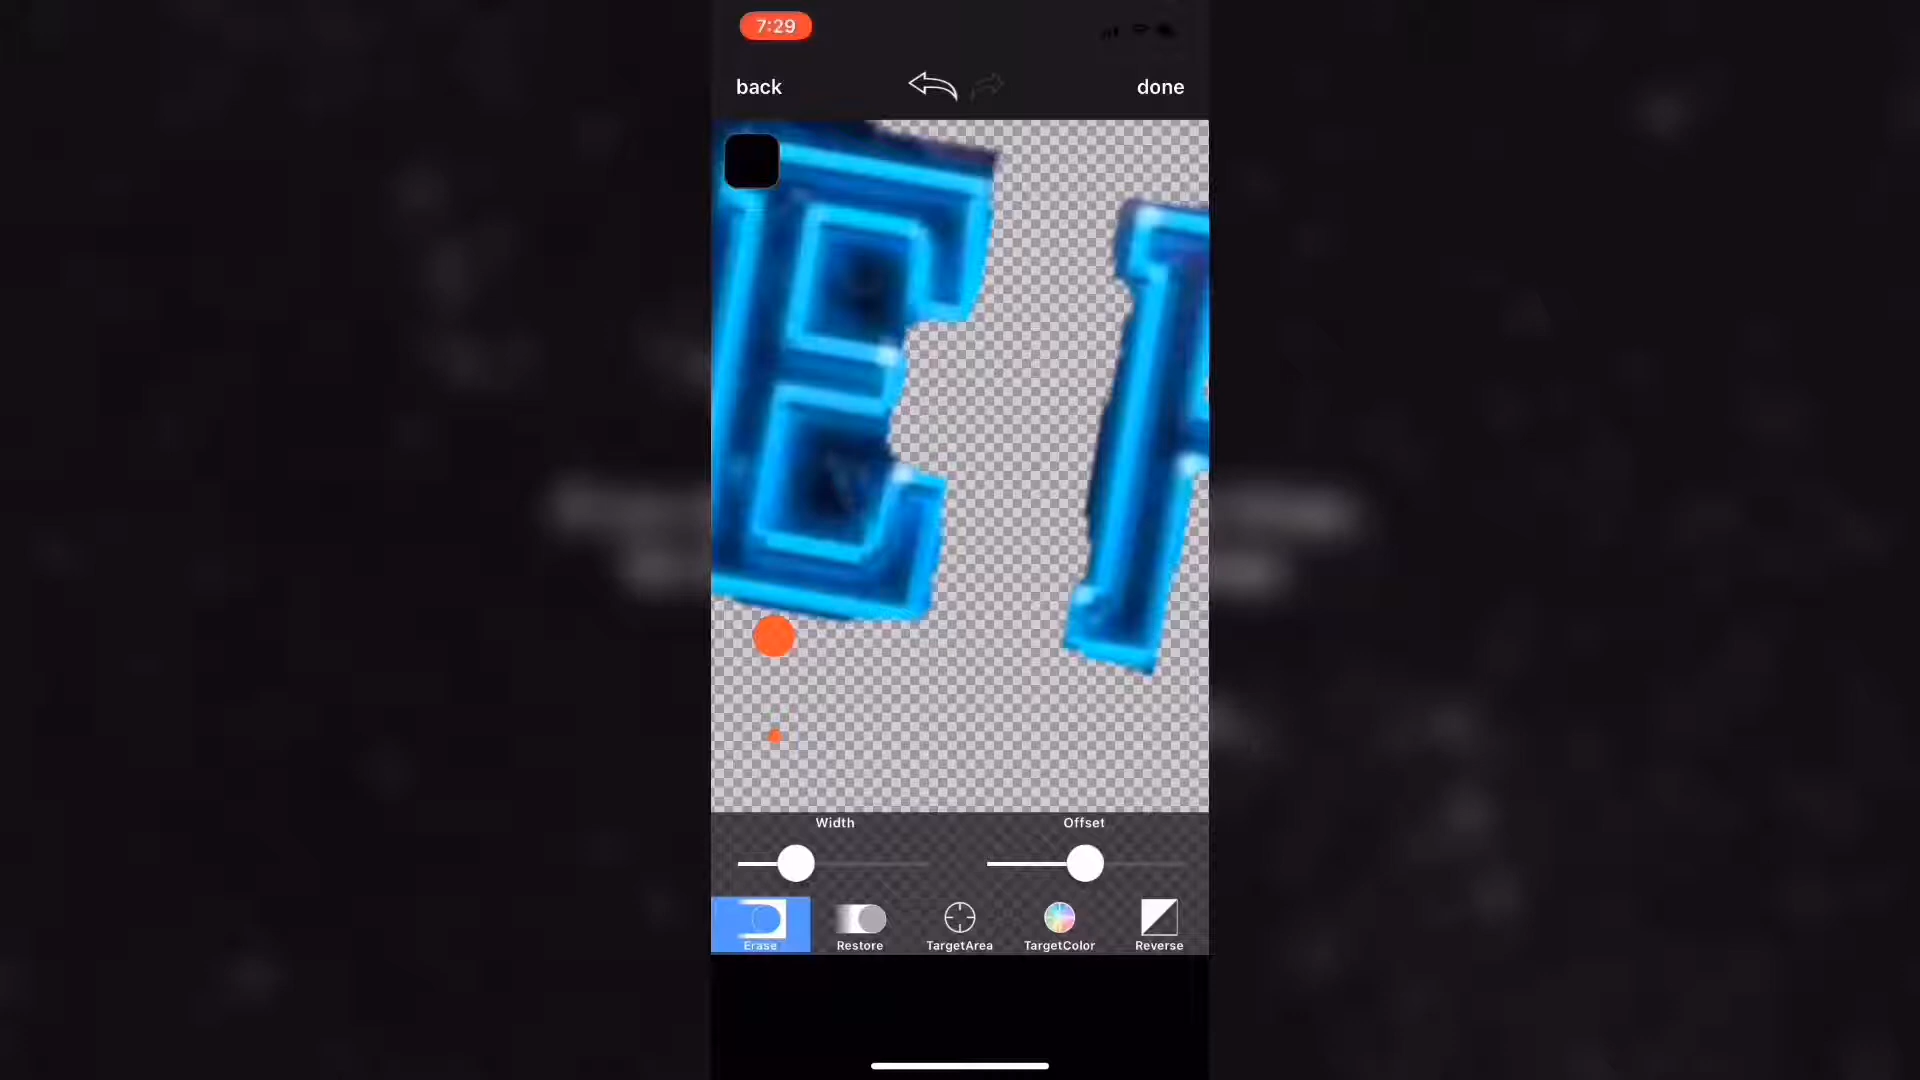 7:29
back
done
E
Width
Offset
Erase
Restore
TargetArea
TargetColor
Reverse